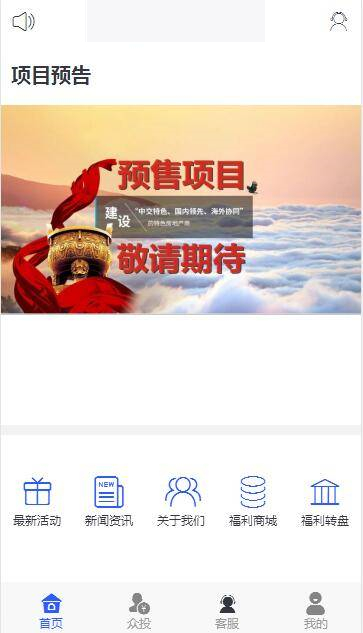 项目预告
预售项目
建设
“中交特色、国内领先、海外协同”
的特色房地产商
敬请期待
NEW
最新活动 新闻资讯 关于我们 福利商城 福利转盘
首页 众投 客服 我的